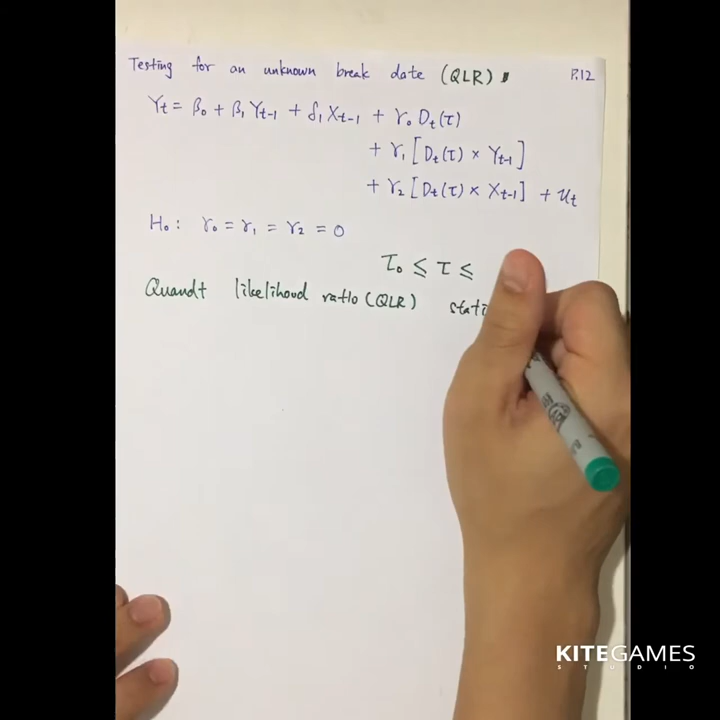 Testing for an unknown break date (QLR) P.12
Yt = β0 + β1 Yt-1 + δ1 Xt-1 + γ0 Dt(τ)
+ γ1 [Dt(τ) × Yt-1]
+ γ2 [Dt(τ) × Xt-1] + ut
H0: γ0 = γ1 = γ2 = 0
τ0 ≤ τ ≤
Quandt likelihood ratio (QLR) stati
KITEGAMES
STUDIO